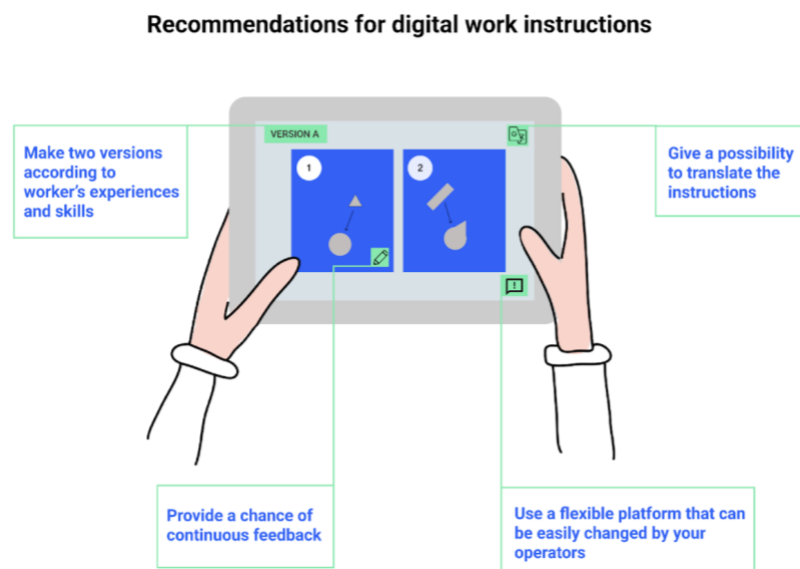 Recommendations for digital work instructions
VERSION A
1
2
Make two versions
according to
worker's experiences
and skills
Give a possibility
to translate the
instructions
!
Provide a chance of
continuous feedback
Use a flexible platform that can
be easily changed by your
operators